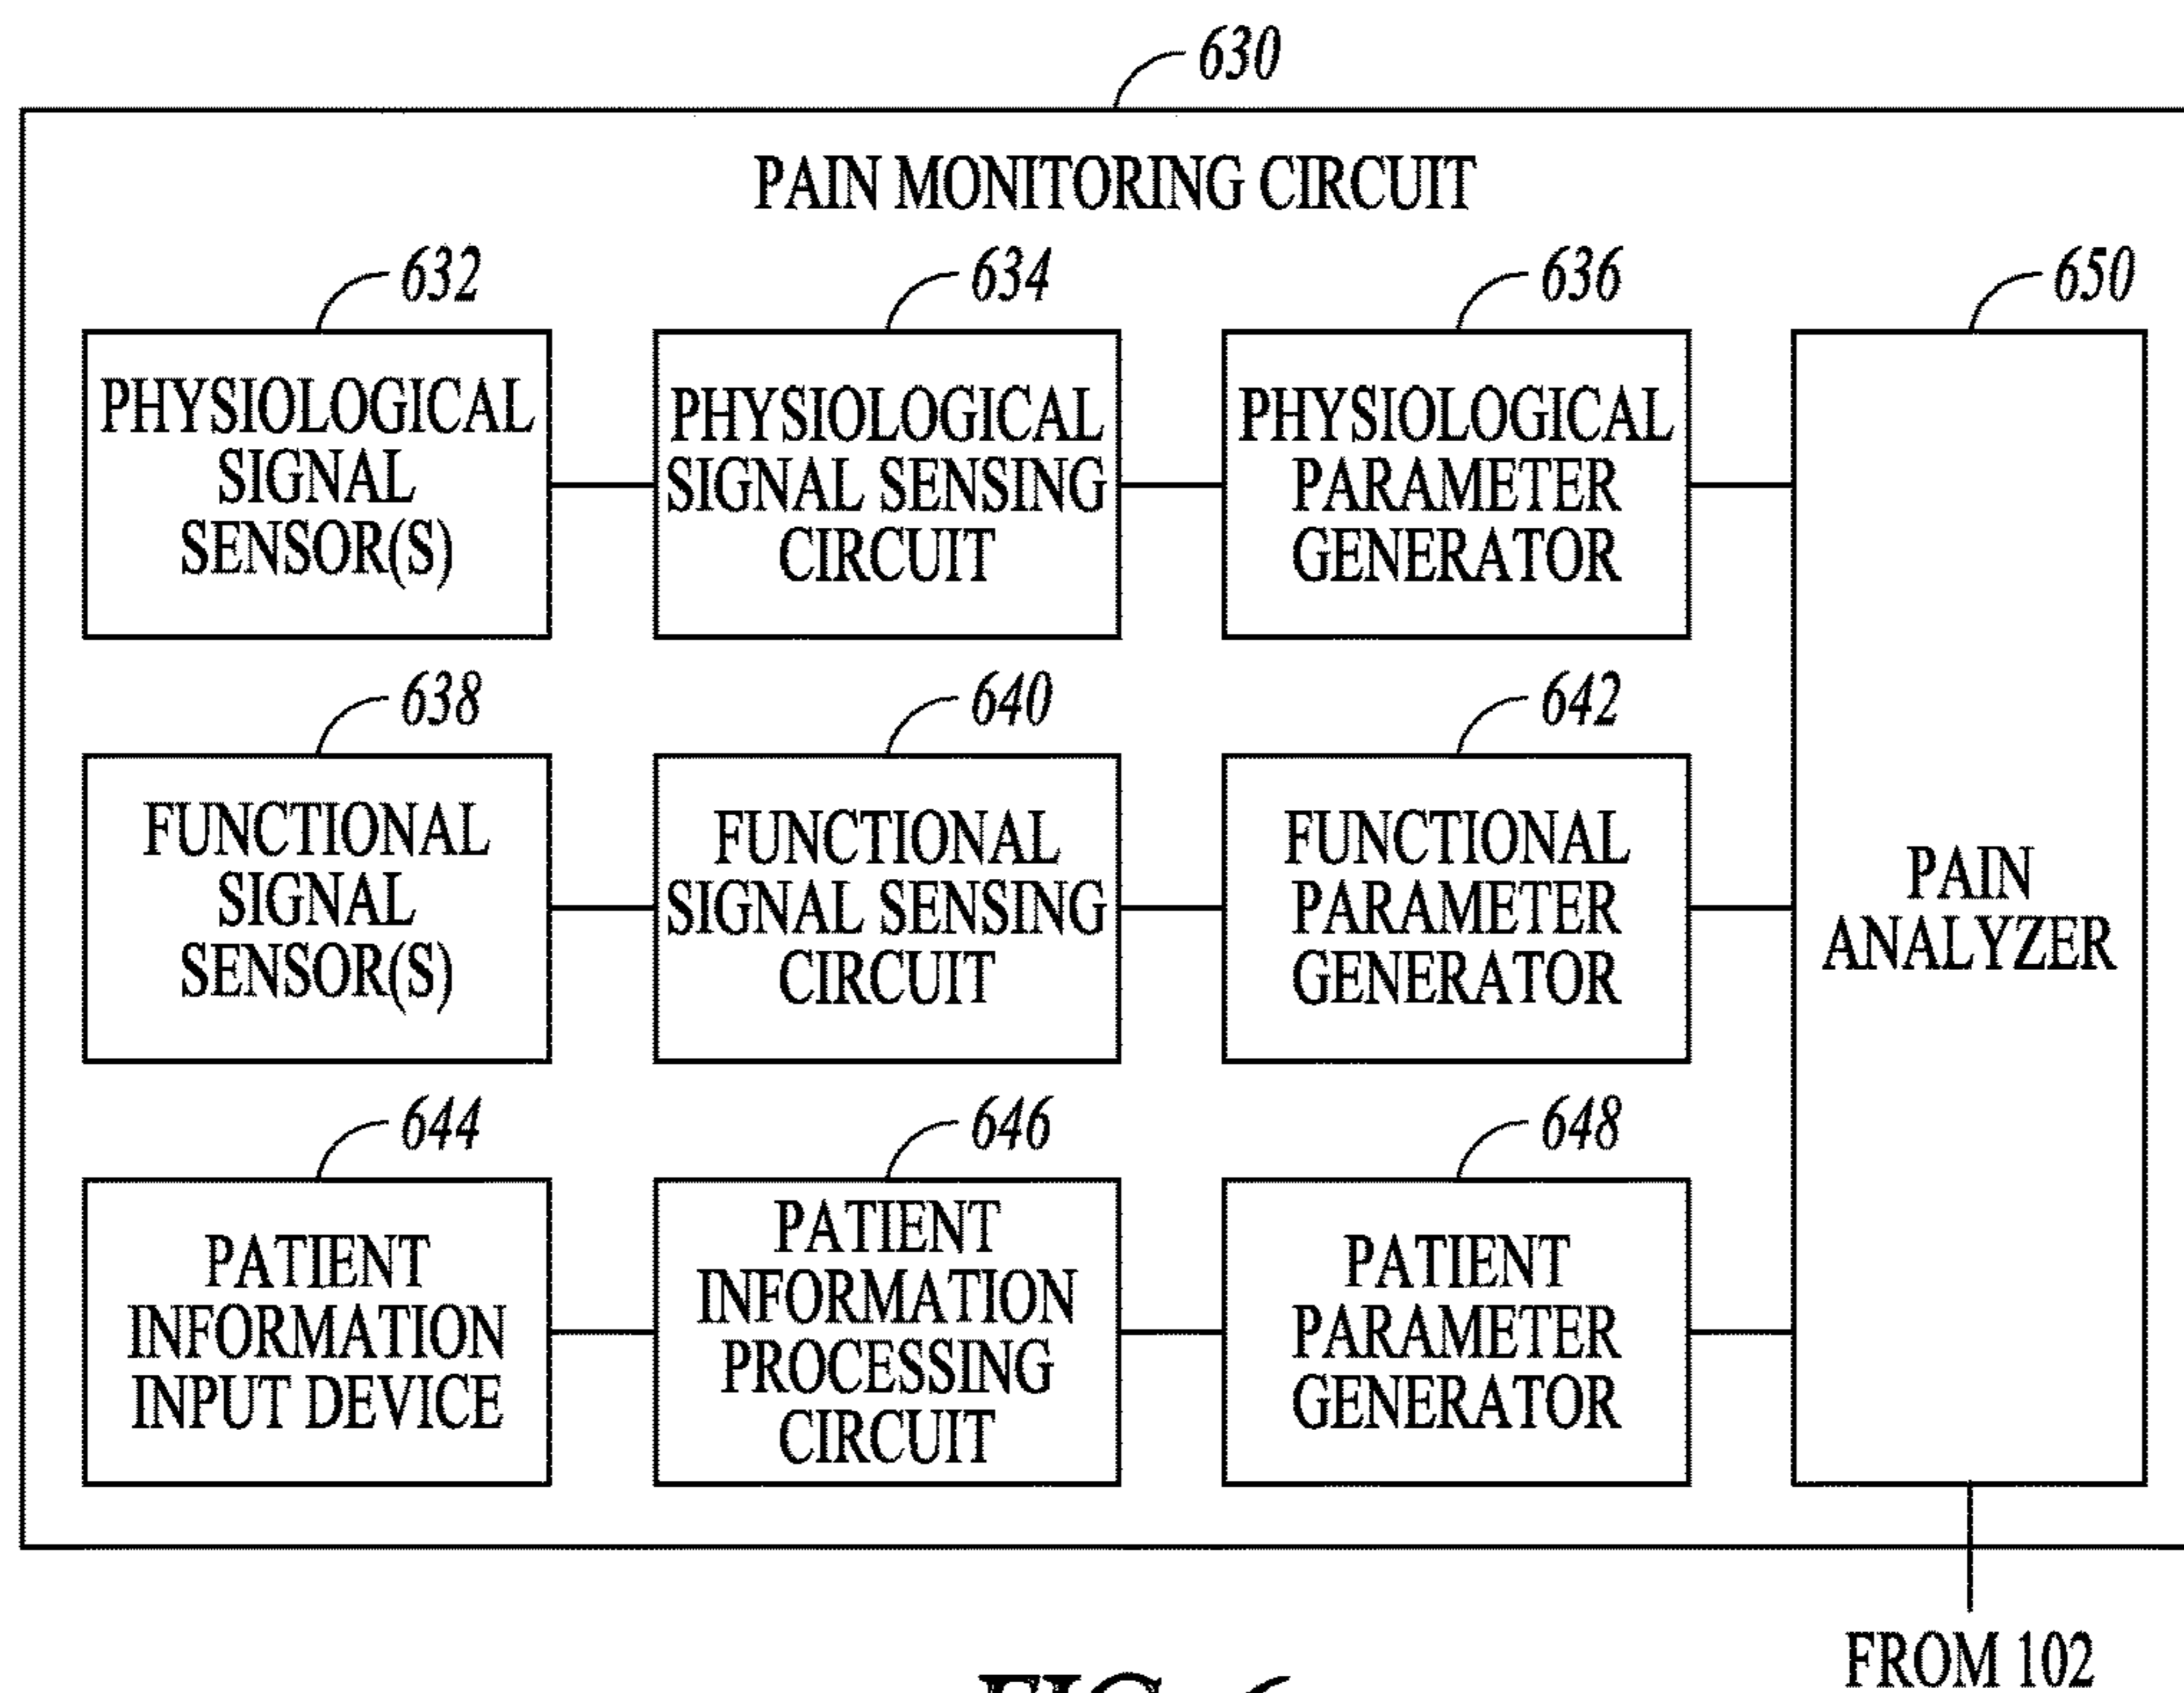 630
PAIN MONITORING CIRCUIT
632
634
636
650
PHYSIOLOGICAL
SIGNAL
SENSOR(S)
PHYSIOLOGICAL
SIGNAL SENSING
CIRCUIT
PHYSIOLOGICAL
PARAMETER
GENERATOR
638
640
642
FUNCTIONAL
SIGNAL
SENSOR(S)
FUNCTIONAL
SIGNAL SENSING
CIRCUIT
FUNCTIONAL
PARAMETER
GENERATOR
PAIN
ANALYZER
644
646
648
PATIENT
INFORMATION
INPUT DEVICE
PATIENT
INFORMATION
PROCESSING
CIRCUIT
PATIENT
PARAMETER
GENERATOR
FROM 102